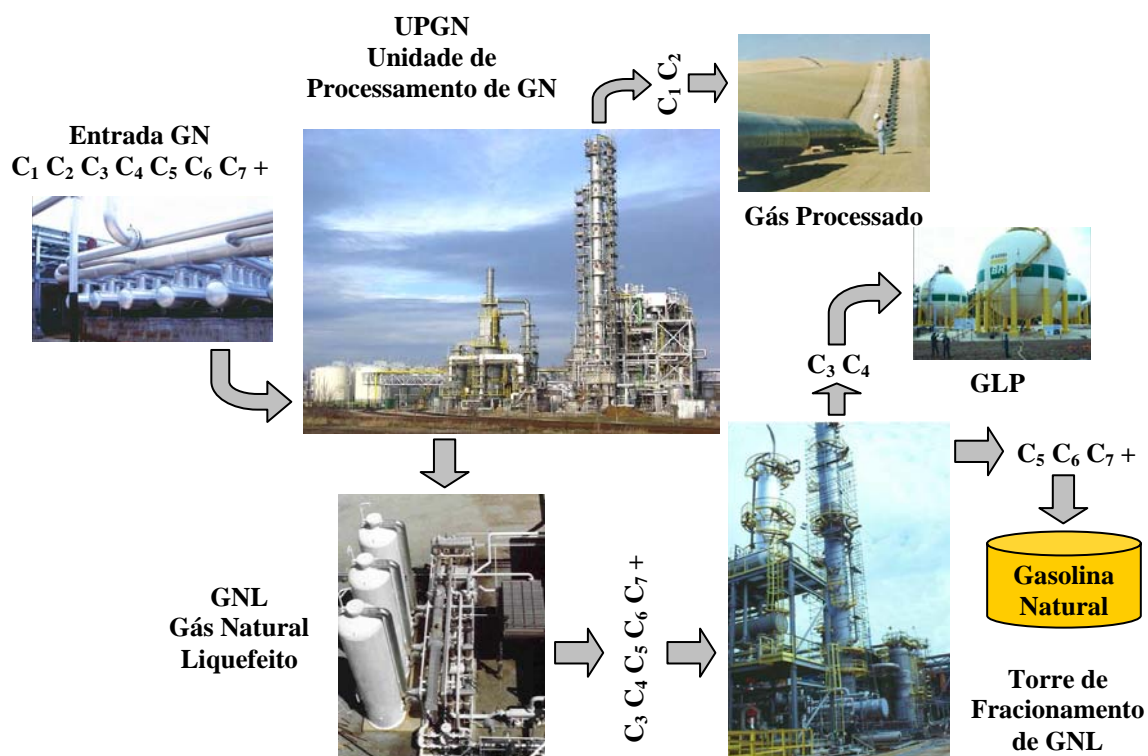 UPGN
Unidade de
Processamento de GN
C₁ C₂
Entrada GN
C₁ C₂ C₃ C₄ C₅ C₆ C₇ +
Gás Processado
BR
C₃ C₄
GLP
C₅ C₆ C₇ +
GNL
Gás Natural
Liquefeito
C₃ C₄ C₅ C₆ C₇ +
Gasolina
Natural
Torre de
Fracionamento
de GNL